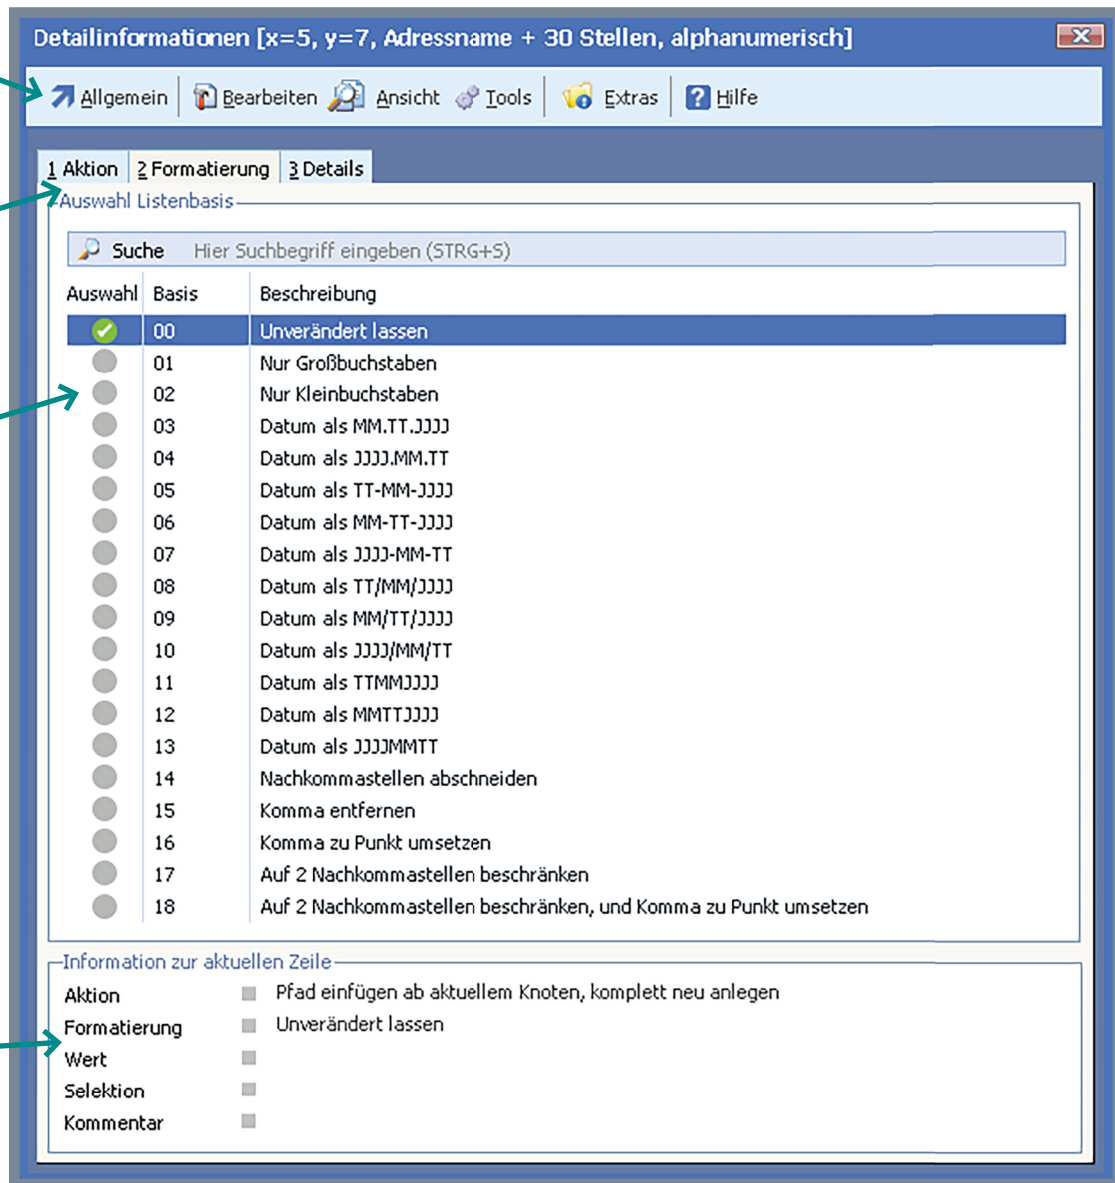 Detailinformationen [x=5, y=7, Adressname + 30 Stellen, alphanumerisch]
Allgemein Bearbeiten Ansicht Tools Extras Hilfe
1 Aktion 2 Formatierung 3 Details
Auswahl Listenbasis
Suche Hier Suchbegriff eingeben (STRG+S)
Auswahl Basis Beschreibung
00 Unverändert lassen
01 Nur Großbuchstaben
02 Nur Kleinbuchstaben
03 Datum als MM.TT.JJJJ
04 Datum als JJJJ.MM.TT
05 Datum als TT-MM-JJJJ
06 Datum als MM-TT-JJJJ
07 Datum als JJJJ-MM-TT
08 Datum als TT/MM/JJJJ
09 Datum als MM/TT/JJJJ
10 Datum als JJJJ/MM/TT
11 Datum als TTMMJJJJ
12 Datum als MMTTJJJJ
13 Datum als JJJJMMTT
14 Nachkommastellen abschneiden
15 Komma entfernen
16 Komma zu Punkt umsetzen
17 Auf 2 Nachkommastellen beschränken
18 Auf 2 Nachkommastellen beschränken, und Komma zu Punkt umsetzen
Information zur aktuellen Zeile
Aktion Pfad einfügen ab aktuellem Knoten, komplett neu anlegen
Formatierung Unverändert lassen
Wert
Selektion
Kommentar